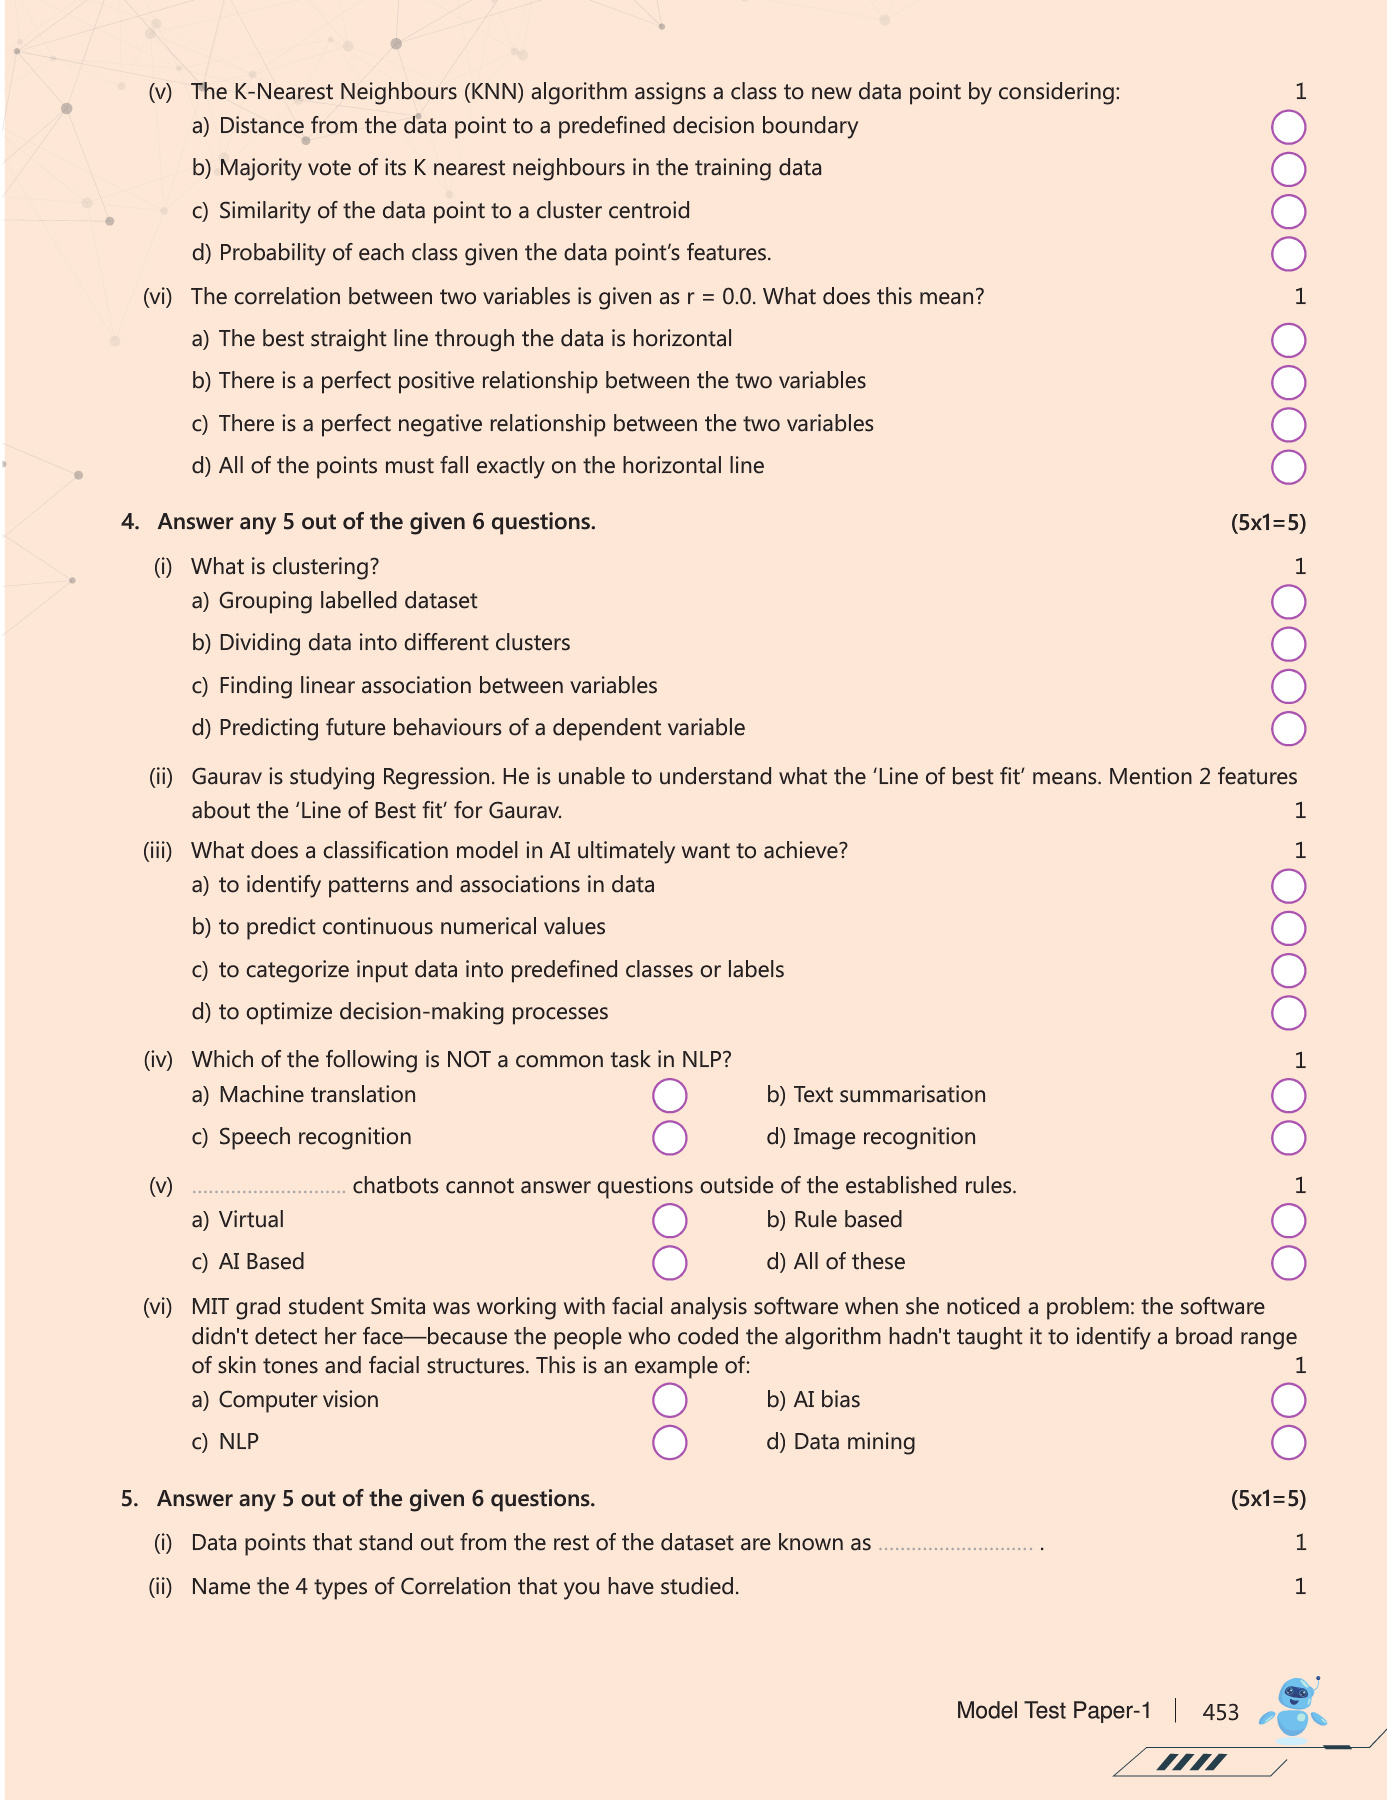 (v) The K-Nearest Neighbours (KNN) algorithm assigns a class to new data point by considering: 1
a) Distance from the data point to a predefined decision boundary
b) Majority vote of its K nearest neighbours in the training data
c) Similarity of the data point to a cluster centroid
d) Probability of each class given the data point's features.
(vi) The correlation between two variables is given as r = 0.0. What does this mean? 1
a) The best straight line through the data is horizontal
b) There is a perfect positive relationship between the two variables
c) There is a perfect negative relationship between the two variables
d) All of the points must fall exactly on the horizontal line
4. Answer any 5 out of the given 6 questions. (5x1=5)
(i) What is clustering? 1
a) Grouping labelled dataset
b) Dividing data into different clusters
c) Finding linear association between variables
d) Predicting future behaviours of a dependent variable
(ii) Gaurav is studying Regression. He is unable to understand what the ‘Line of best fit’ means. Mention 2 features
about the ‘Line of Best fit’ for Gaurav. 1
(iii) What does a classification model in AI ultimately want to achieve? 1
a) to identify patterns and associations in data
b) to predict continuous numerical values
c) to categorize input data into predefined classes or labels
d) to optimize decision-making processes
(iv) Which of the following is NOT a common task in NLP? 1
a) Machine translation b) Text summarisation
c) Speech recognition d) Image recognition
(v) ........................... chatbots cannot answer questions outside of the established rules. 1
a) Virtual b) Rule based
c) AI Based d) All of these
(vi) MIT grad student Smita was working with facial analysis software when she noticed a problem: the software
didn't detect her face—because the people who coded the algorithm hadn't taught it to identify a broad range
of skin tones and facial structures. This is an example of: 1
a) Computer vision b) AI bias
c) NLP d) Data mining
5. Answer any 5 out of the given 6 questions. (5x1=5)
(i) Data points that stand out from the rest of the dataset are known as ........................... . 1
(ii) Name the 4 types of Correlation that you have studied. 1
Model Test Paper-1 453